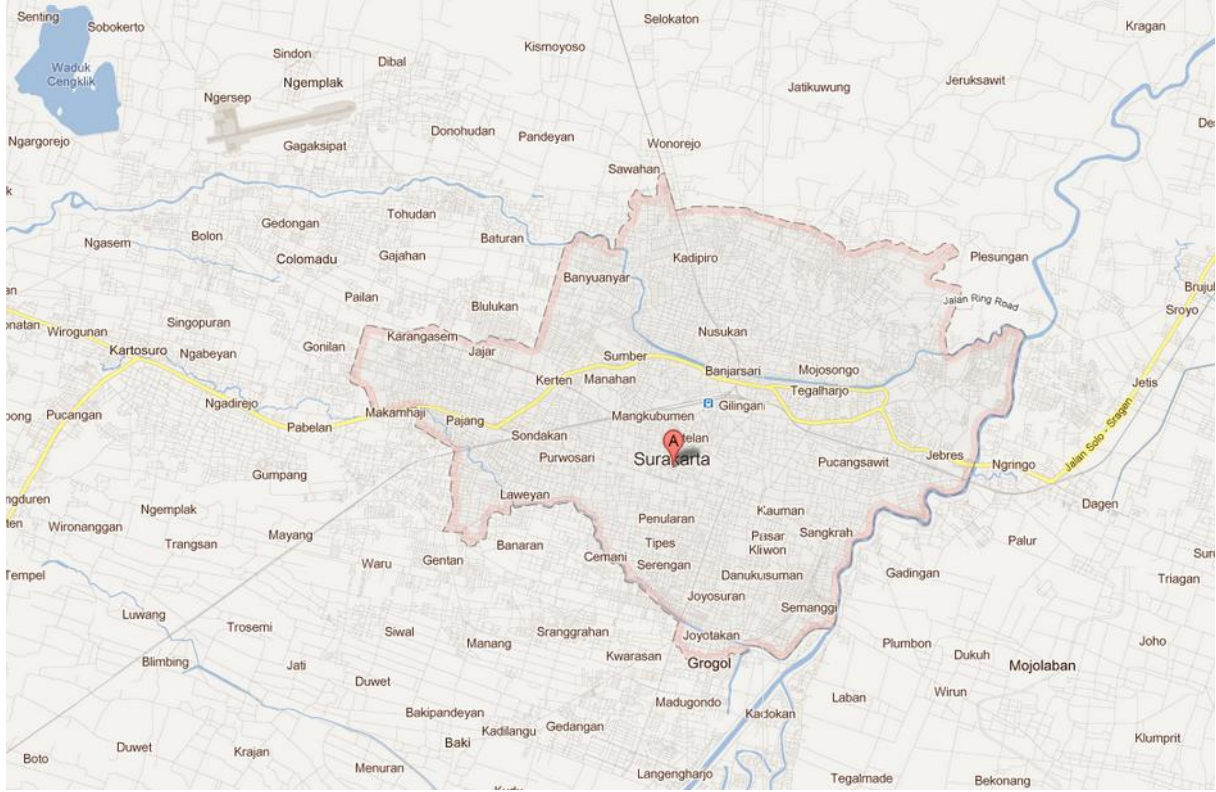 Senting
Sobokerto
Selokaton
Kragan
Kismoyoso
Sindon
Dibal
Waduk
Cengklik
Ngemplak
Jeruksawit
Jatikuwung
Ngersep
Donohudan
Pandeyan
Ngargorejo
Gagaksipat
Wonorejo
Sawahan
Tohudan
Gedongan
Bolon
Baturan
Ngasem
Colomadu
Gajahan
Kadipiro
Plesungan
Banyuanyar
Pailan
Blulukan
Jalan Ring Road
Sroyo
Singopuran
Wirogunan
Nusukan
Karangasem
Gonilan
Kartosuro
Ngabeyan
Jajar
Sumber
Banjarsari
Mojosongo
Kerten
Manahan
Jetis
Tegalharjo
Ngadirejo
Gilingan
Pucangan
Makamhaji
Mangkubumen
Pajang
Pabelan
Sondakan
Jalan Solo - Sragan
A
Purwosari
Surakarta
Pucangsawit
Jebres
Ngringo
Gumpang
Laweyan
Dagen
Ngemplak
Kauman
Penularan
Wironanggan
Mayang
Pasar
Kliwon
Sangkrah
Trangsan
Banaran
Tipes
Palur
Gentan
Cemani
Waru
Serengan
Danukusuman
Gadingan
Tempel
Triagan
Joyosuran
Semanggi
Luwang
Trosemi
Siwal
Sranggrahan
Joyotakan
Manang
Plumbon
Joho
Dukuh
Blimbing
Jati
Kwarasan
Grogol
Mojolaban
Duwet
Wirun
Madugondo
Laban
Bakipandeyan
Kadokan
Gedangan
Kadilangu
Baki
Duwet
Krajan
Klumprit
Boto
Menuran
Langengharjo
Tegalmade
Bekonang